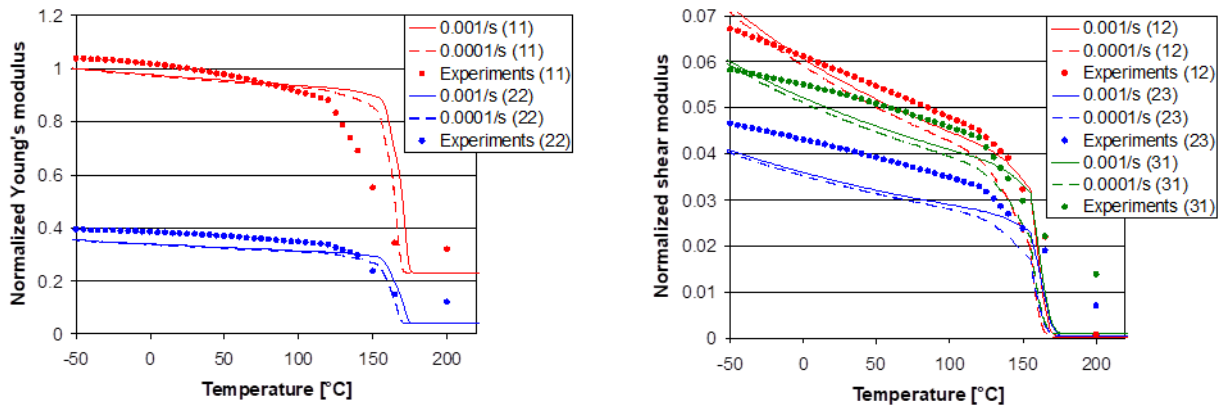 Normalized Young's modulus
1.2
1
0.8
0.6
0.4
0.2
0
-50
0
50
100
150
200
Temperature [°C]
0.001/s (11)
0.0001/s (11)
Experiments (11)
0.001/s (22)
0.0001/s (22)
Experiments (22)
Normalized shear modulus
0.07
0.06
0.05
0.04
0.03
0.02
0.01
0
-50
0
50
100
150
200
Temperature [°C]
0.001/s (12)
0.0001/s (12)
Experiments (12)
0.001/s (23)
0.0001/s (23)
Experiments (23)
0.001/s (31)
0.0001/s (31)
Experiments (31)